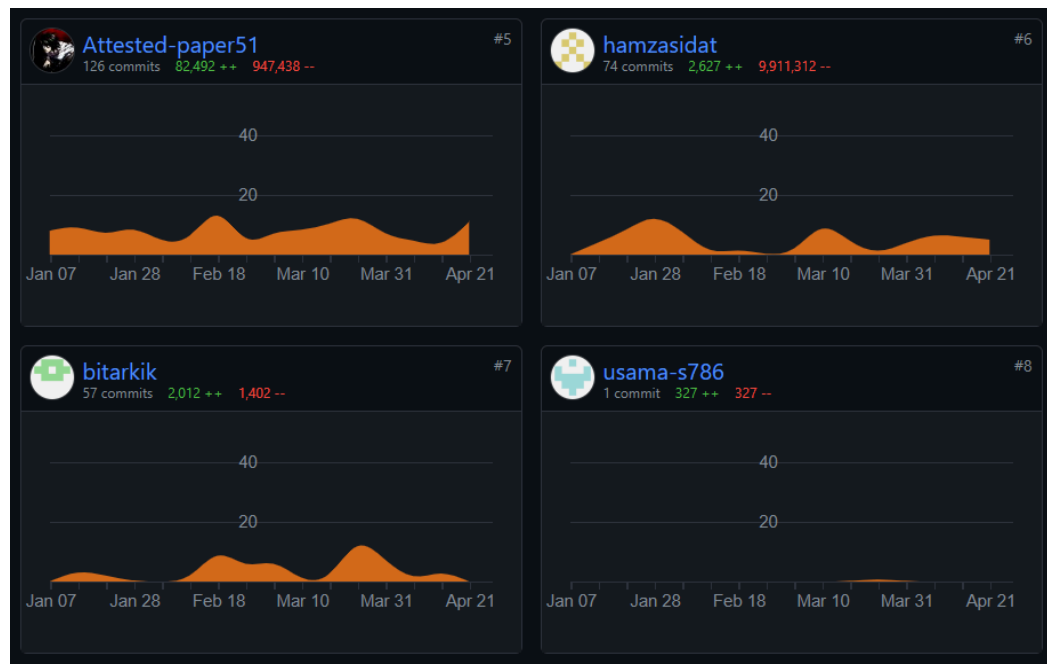 Attested-paper51 #5
126 commits 82,492 ++ 947,438 --
40
20
Jan 07 Jan 28 Feb 18 Mar 10 Mar 31 Apr 21
hamzasidat #6
74 commits 2,627 ++ 9,911,312 --
40
20
Jan 07 Jan 28 Feb 18 Mar 10 Mar 31 Apr 21
bitarkik #7
57 commits 2,012 ++ 1,402 --
40
20
Jan 07 Jan 28 Feb 18 Mar 10 Mar 31 Apr 21
usama-s786 #8
1 commit 327 ++ 327 --
40
20
Jan 07 Jan 28 Feb 18 Mar 10 Mar 31 Apr 21